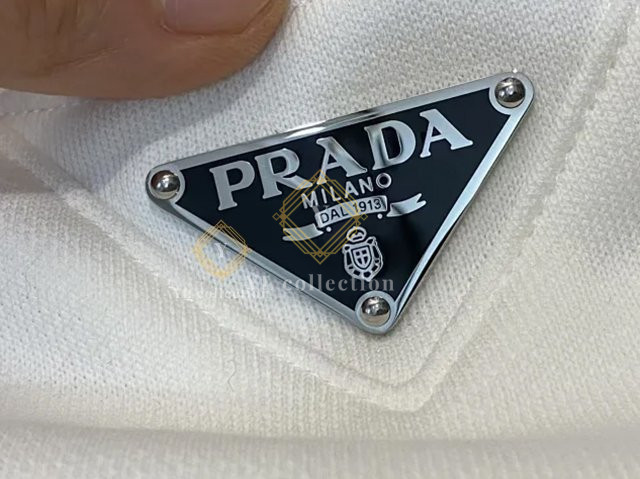 PRADA
MILANO
DAL 1913
collection